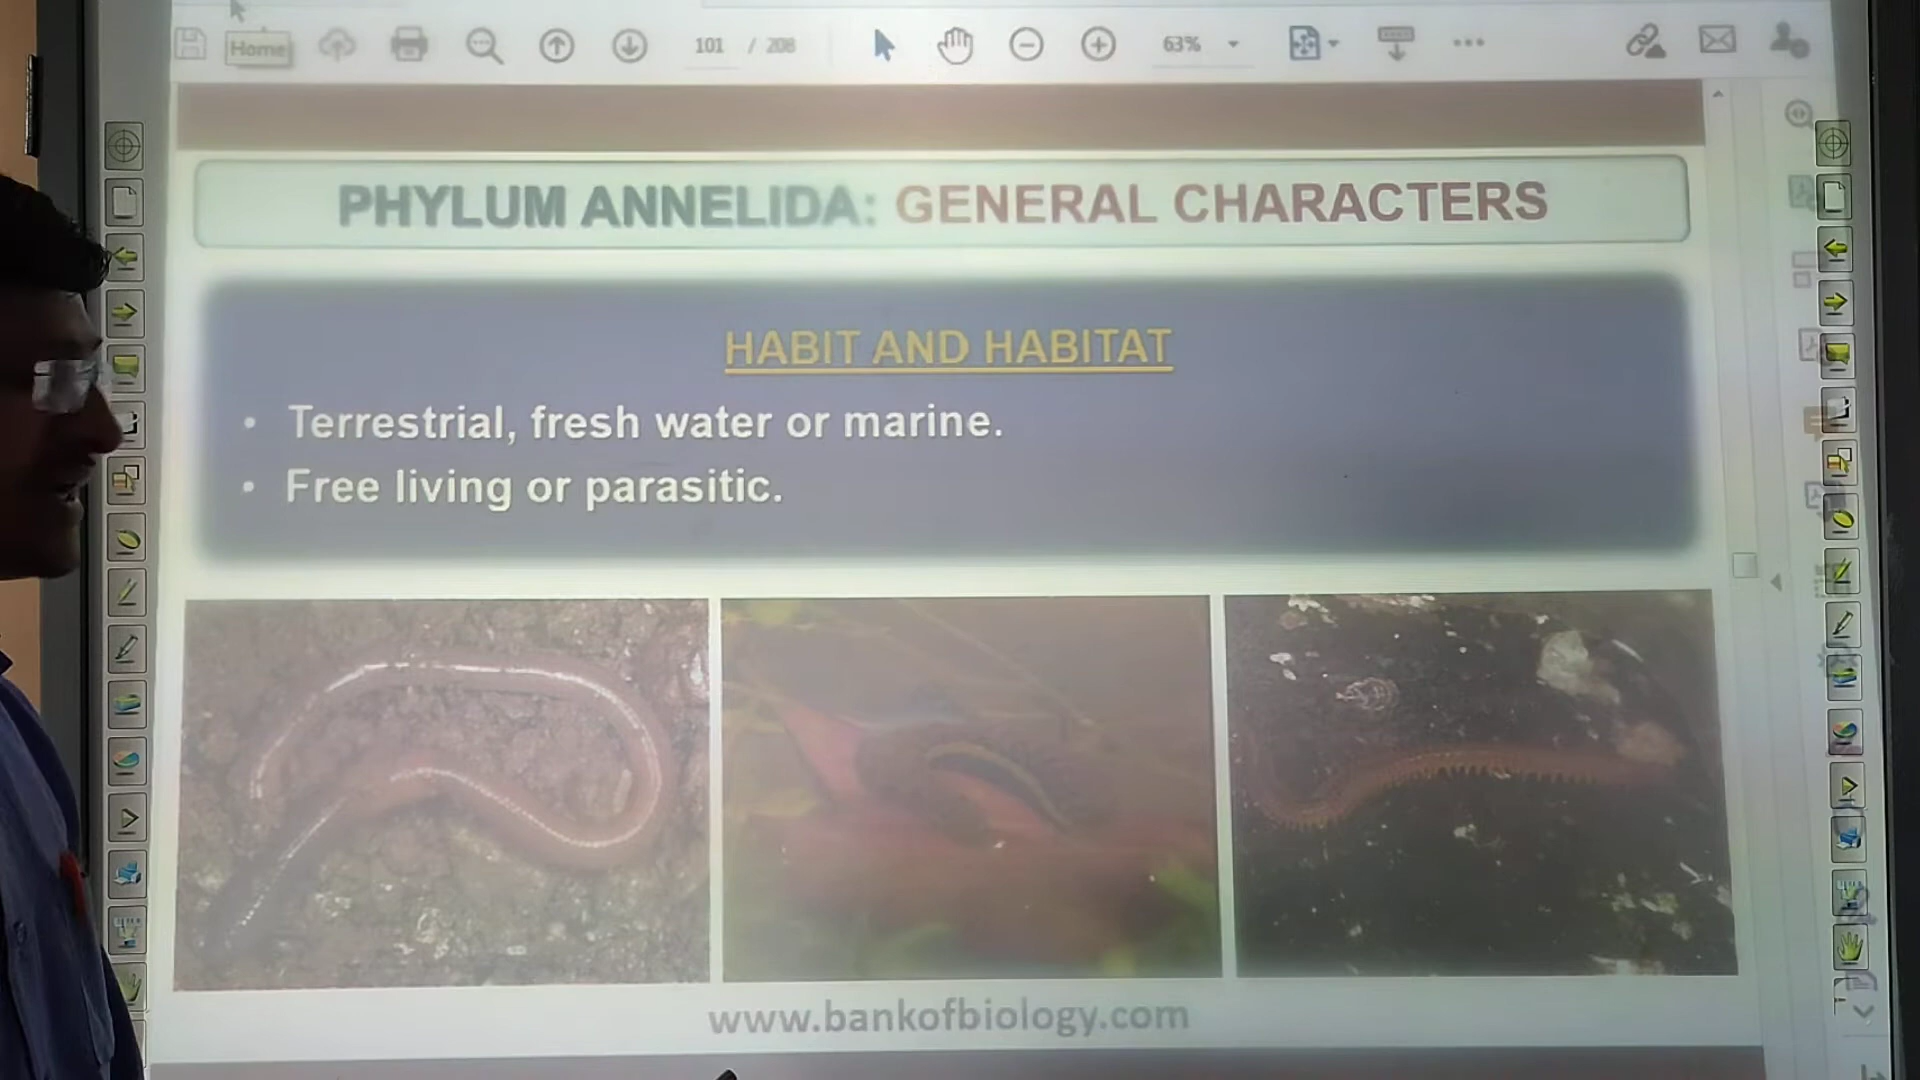 Home
101 / 208
63%
PHYLUM ANNELIDA: GENERAL CHARACTERS
HABIT AND HABITAT
• Terrestrial, fresh water or marine.
• Free living or parasitic.
www.bankofbiology.com